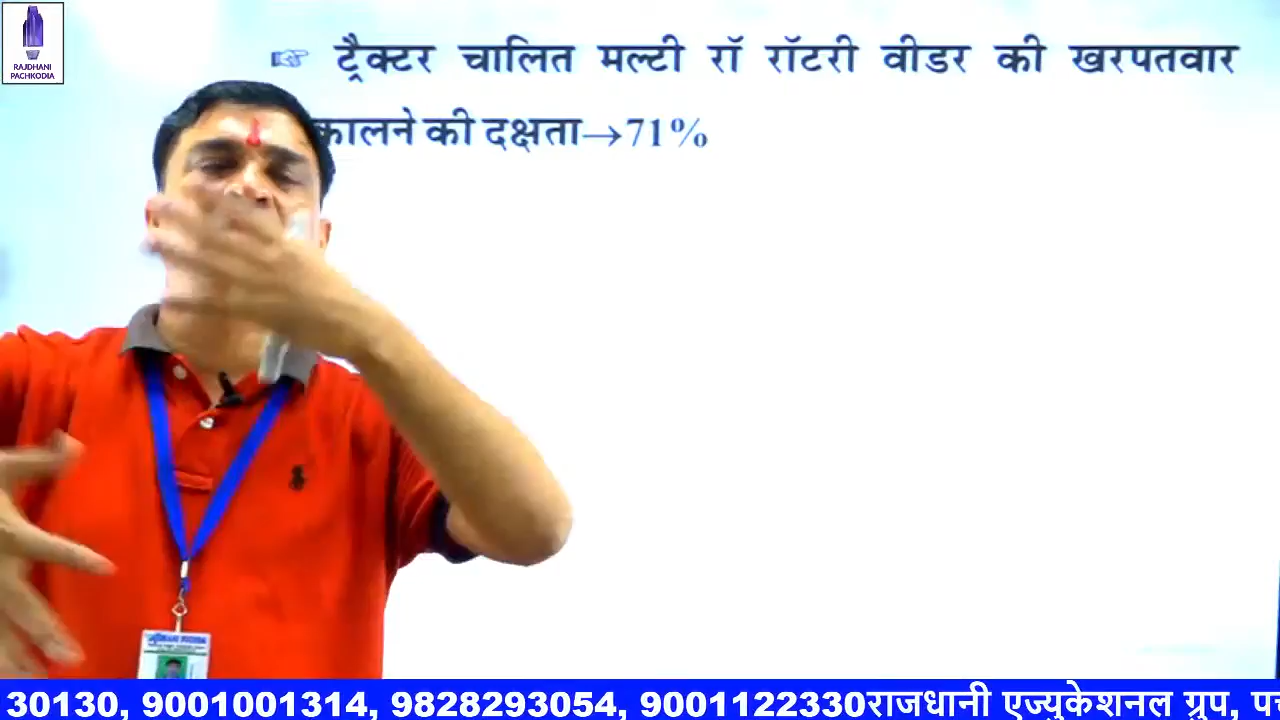 RAJDHANI
PACHKODIA
☞ ट्रैक्टर चालित मल्टी रॉ रॉटरी वीडर की खरपतवार
कालने की दक्षता→71%
30130, 9001001314, 9828293054, 9001122330राजधानी एज्युकेशनल ग्रुप,